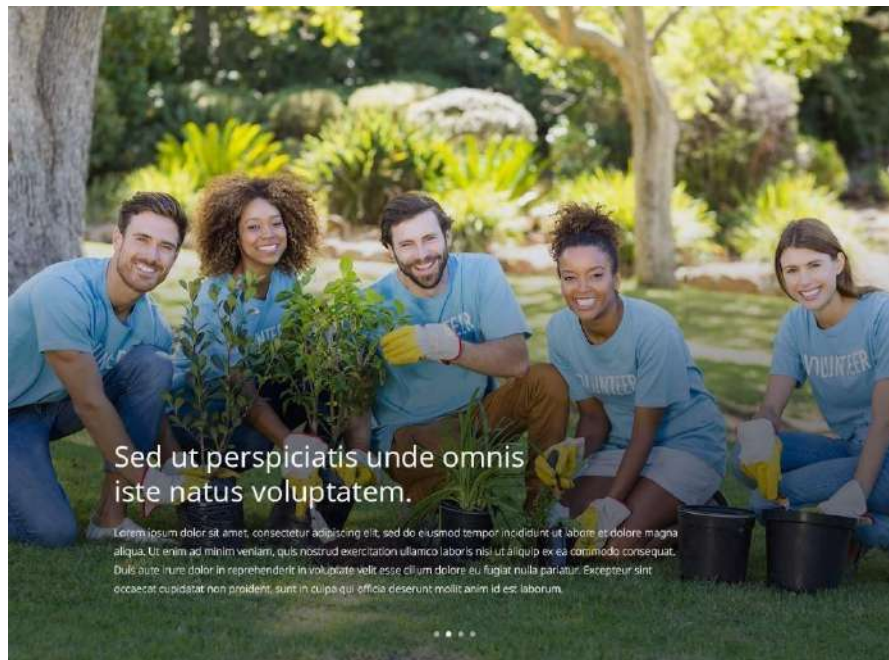 VOLUNTEER
VOLUNTEER
Sed ut perspiciatis unde omnis
iste natus voluptatem.
Lorem ipsum dolor sit amet, consectetur adipiscing elit, sed do eiusmod tempor incididunt ut labore et dolore magna
aliqua. Ut enim ad minim veniam, quis nostrud exercitation ullamco laboris nisi ut aliquip ex ea commodo consequat.
Duis aute irure dolor in reprehenderit in voluptate velit esse cillum dolore eu fugiat nulla pariatur. Excepteur sint
occaecat cupidatat non proident, sunt in culpa qui officia deserunt mollit anim id est laborum.